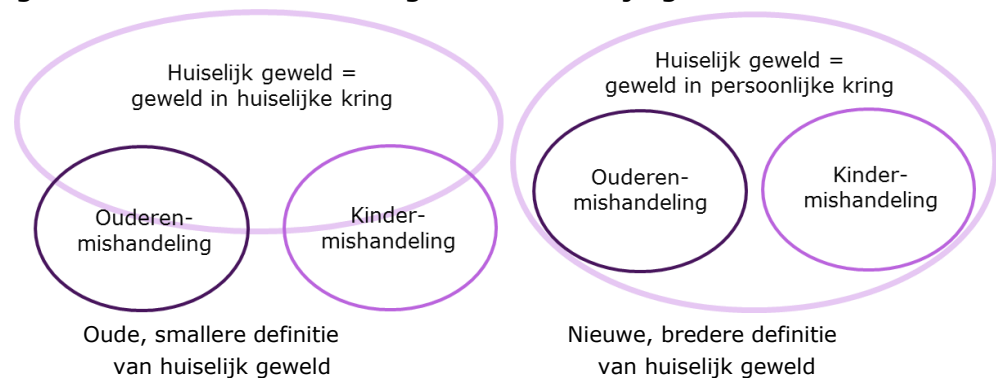 Huiselijk geweld =
geweld in huiselijke kring
Ouderen-
mishandeling
Kinder-
mishandeling
Oude, smallere definitie
van huiselijk geweld
Huiselijk geweld =
geweld in persoonlijke kring
Ouderen-
mishandeling
Kinder-
mishandeling
Nieuwe, bredere definitie
van huiselijk geweld